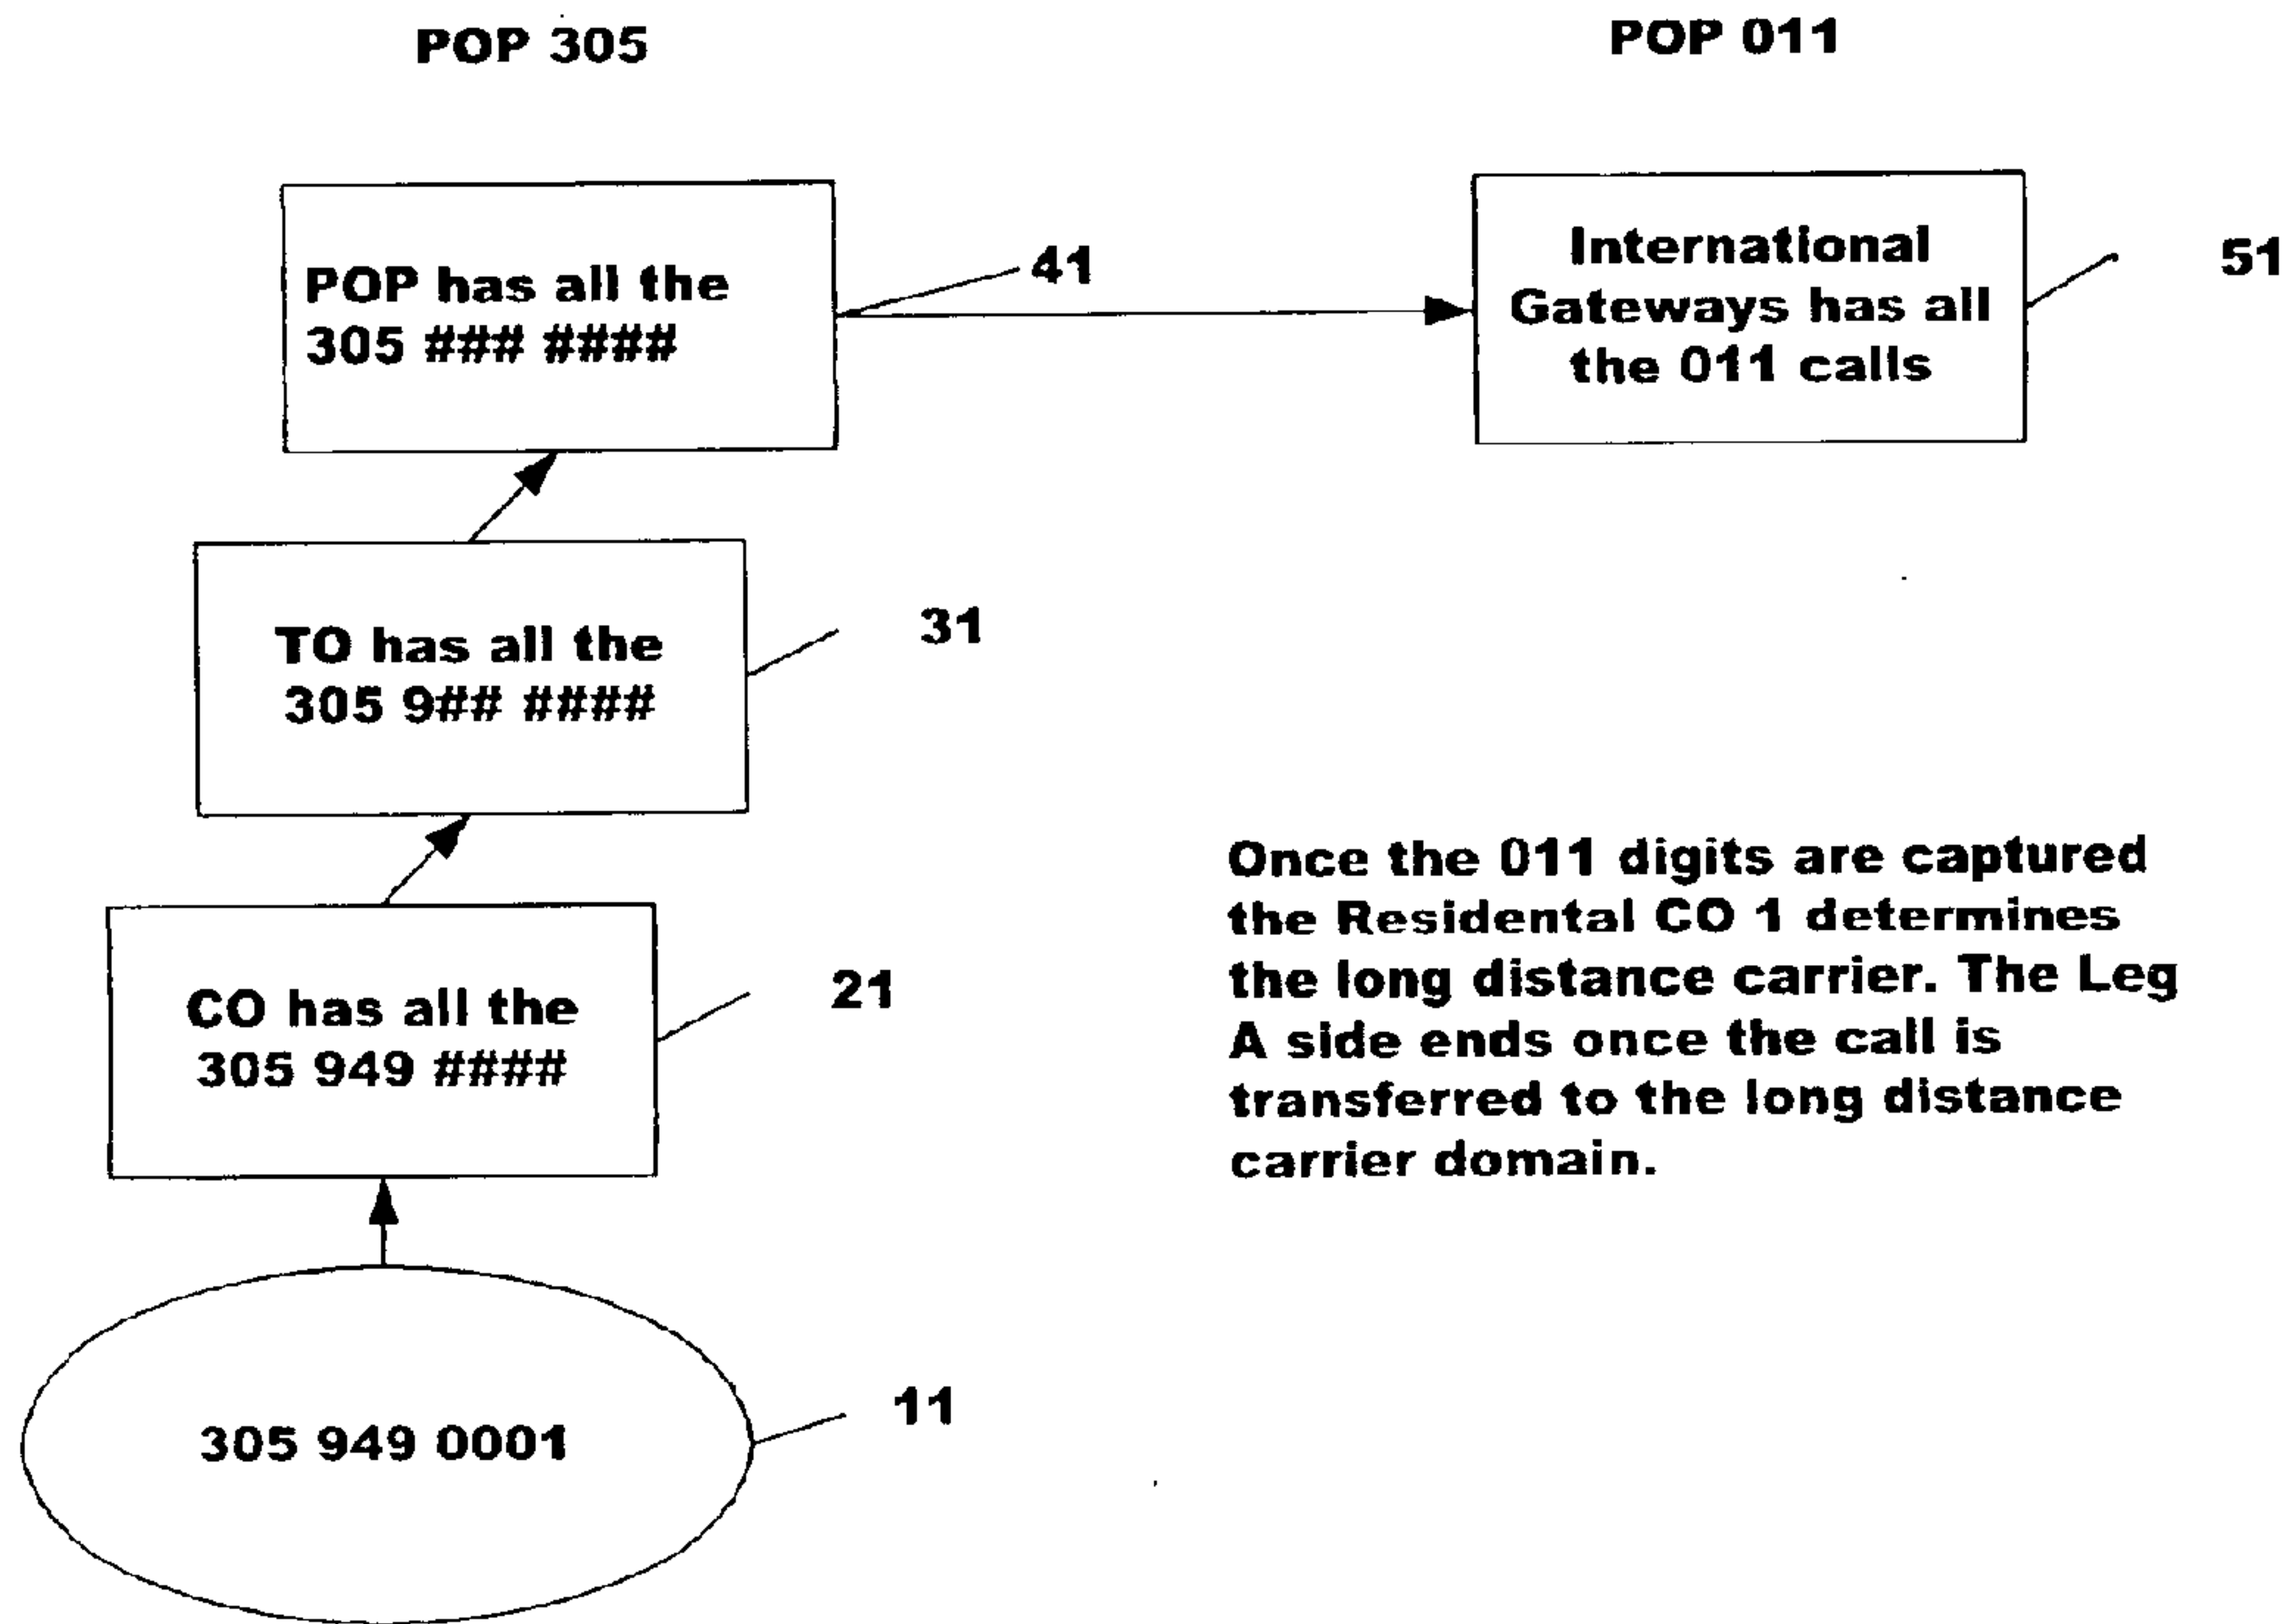 POP 305
POP 011
POP has all the
305 ### ####
41
International
Gateways has all
the 011 calls
51
TO has all the
305 9## ####
31
CO has all the
305 949 ####
21
Once the 011 digits are captured
the Residental CO 1 determines
the long distance carrier. The Leg
A side ends once the call is
transferred to the long distance
carrier domain.
305 949 0001
11